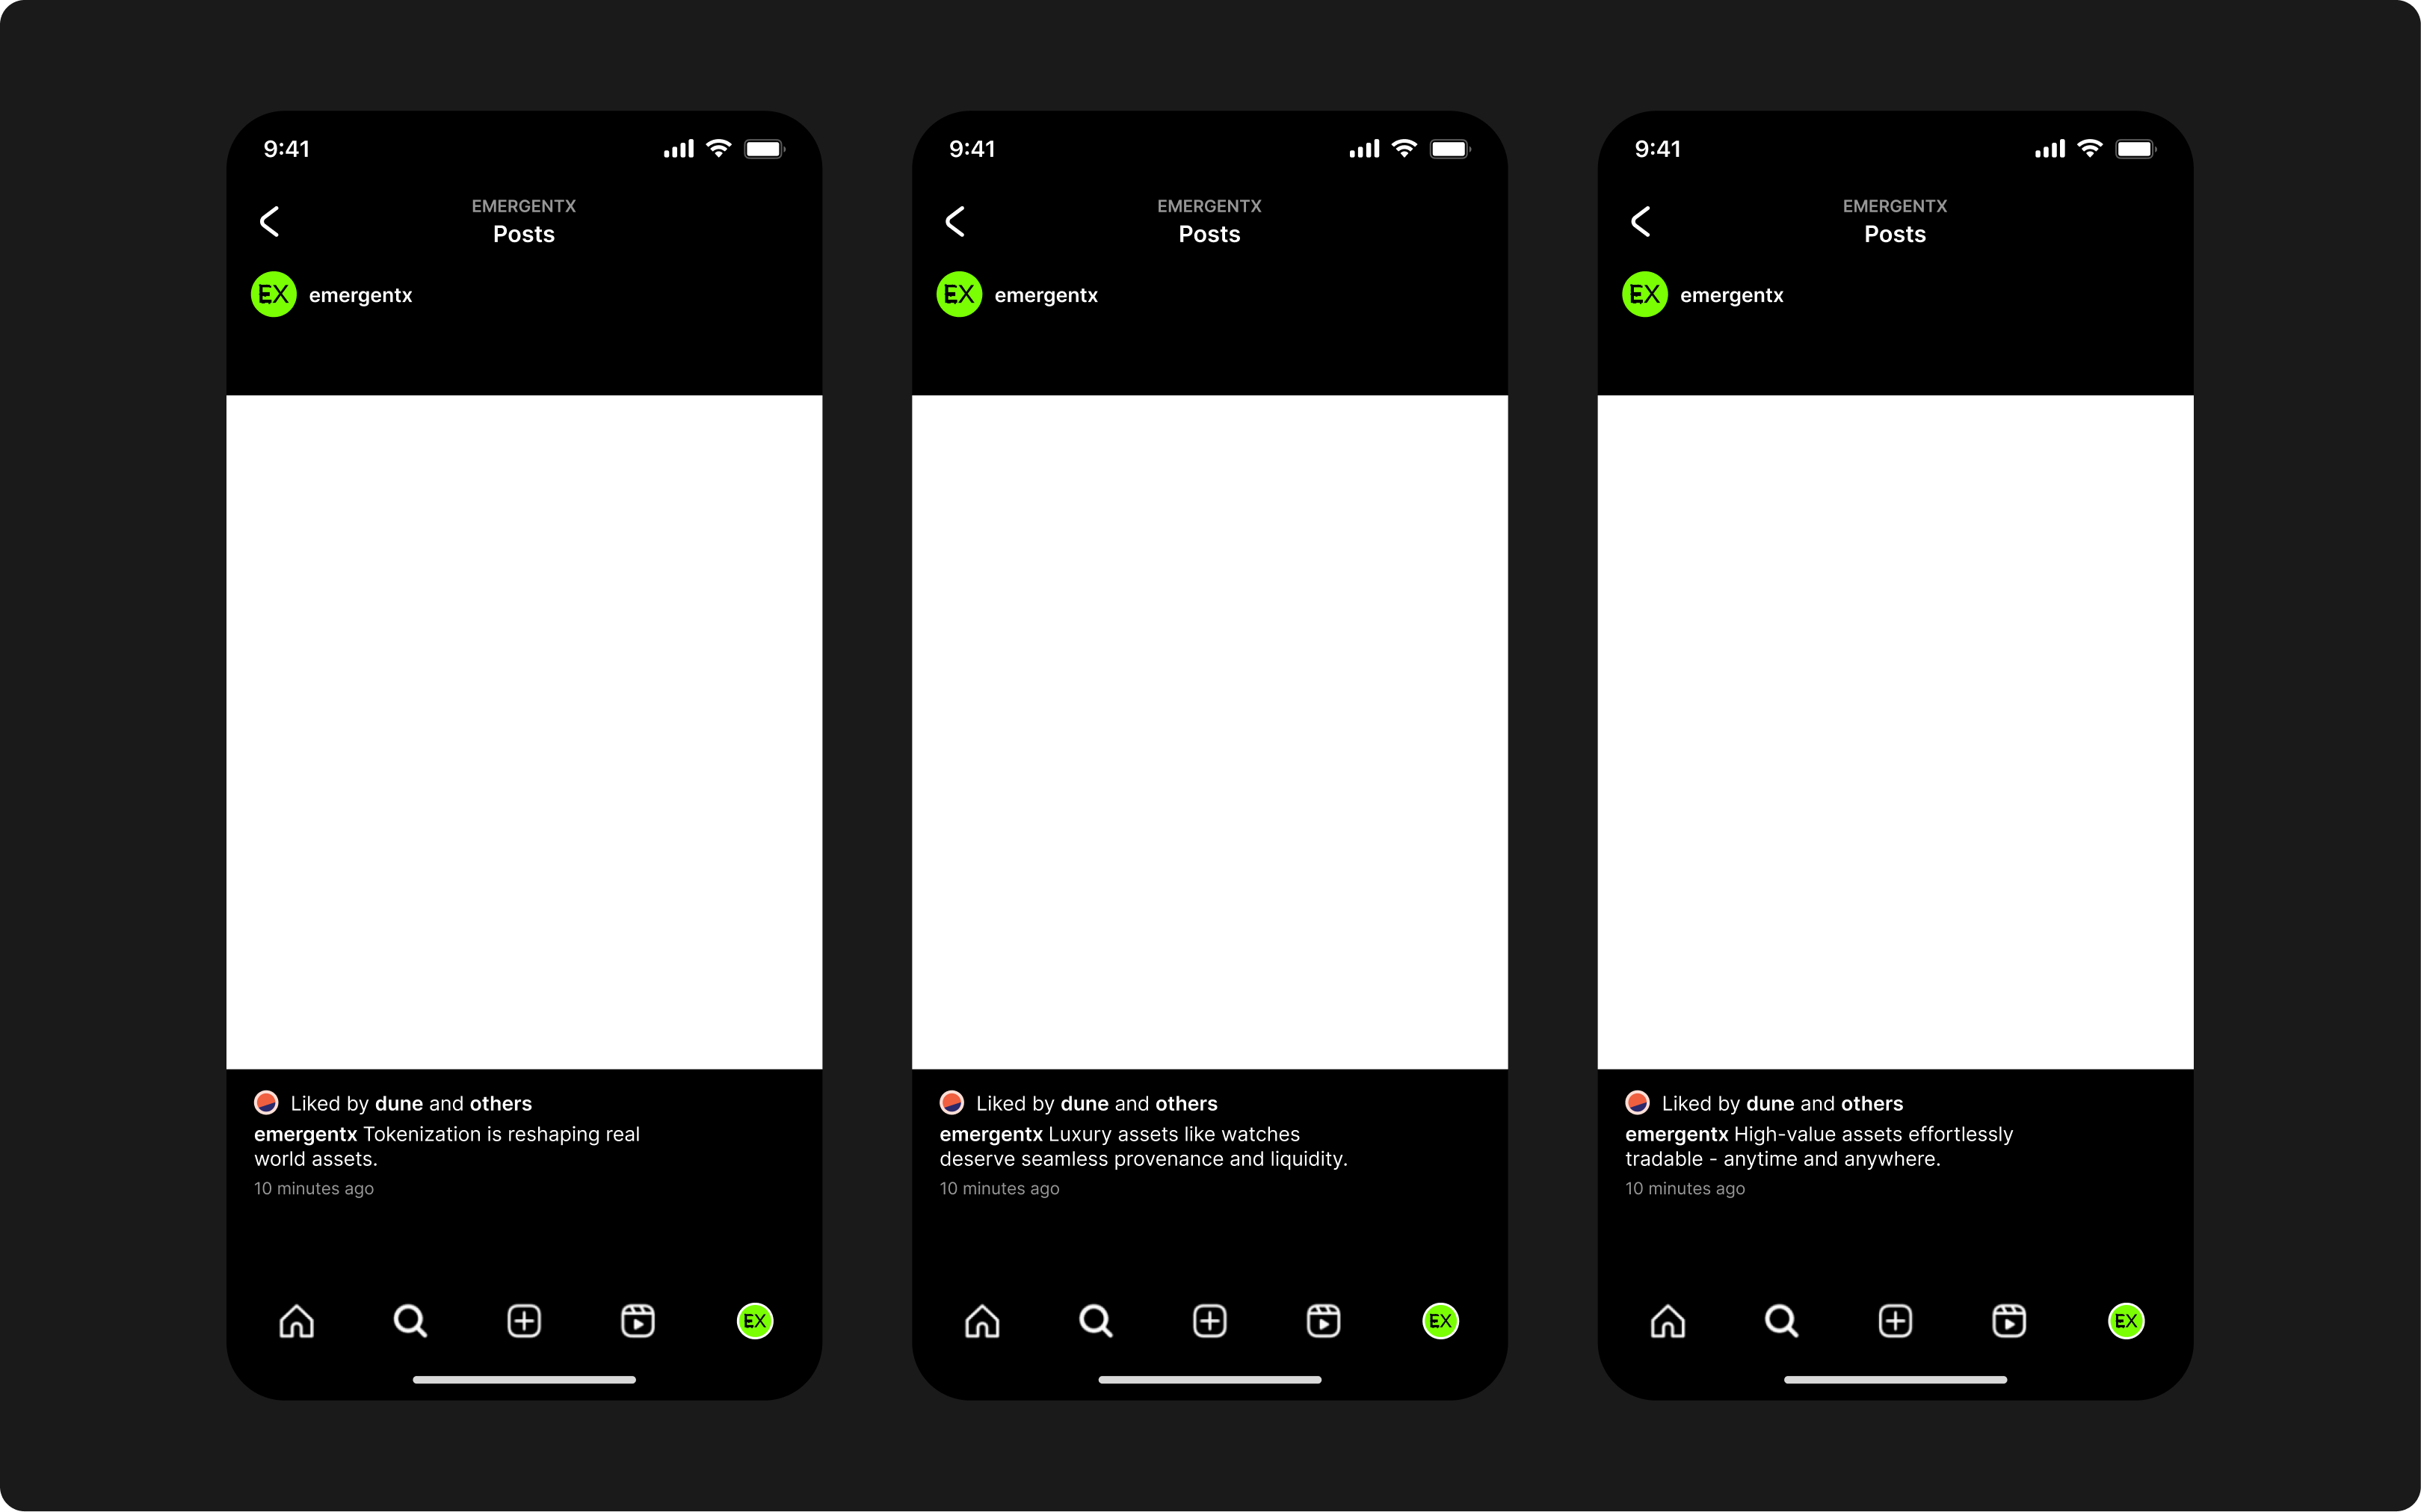 9:41
EMERGENTX
Posts
EX emergentx
Liked by dune and others
emergentx Tokenization is reshaping real
world assets.
10 minutes ago
EX
9:41
EMERGENTX
Posts
EX emergentx
Liked by dune and others
emergentx Luxury assets like watches
deserve seamless provenance and liquidity.
10 minutes ago
EX
9:41
EMERGENTX
Posts
EX emergentx
Liked by dune and others
emergentx High-value assets effortlessly
tradable - anytime and anywhere.
10 minutes ago
EX